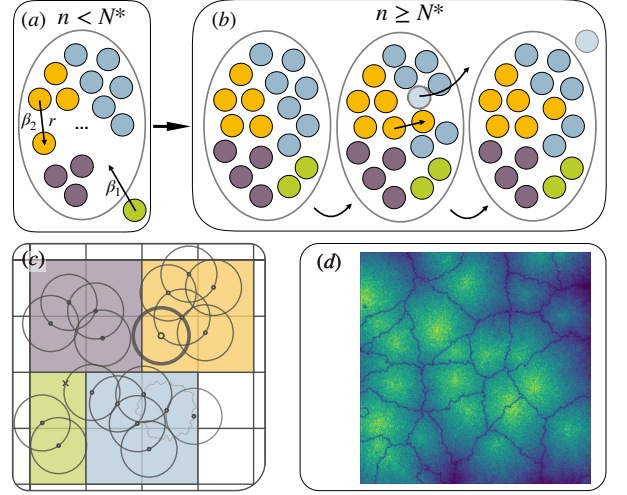 (a) n < N*
β₂ r
...
β₁
(b) n ≥ N*
(c)
(d)